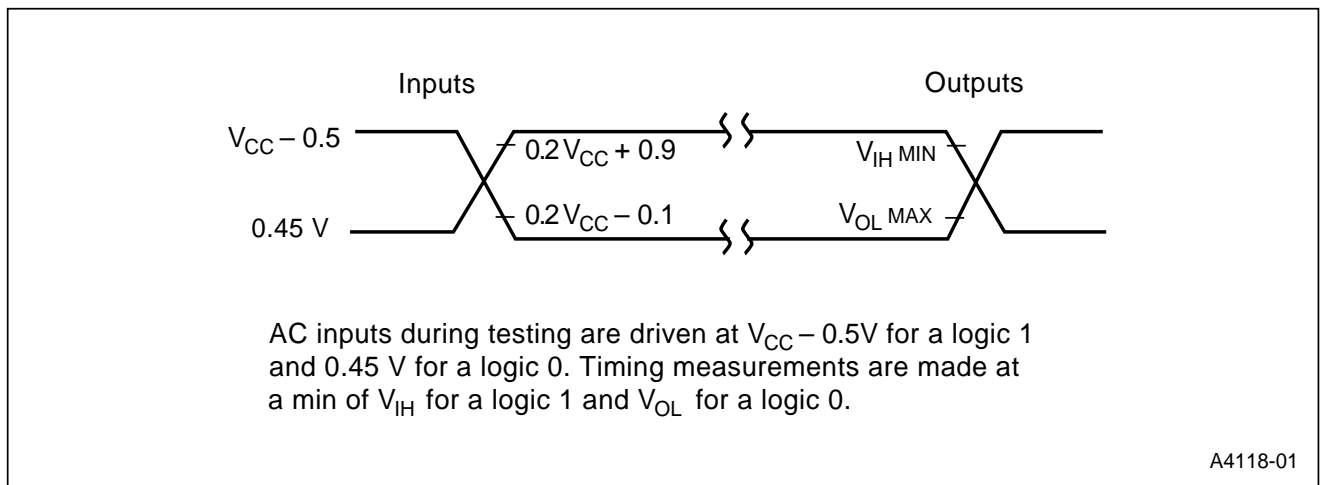 Inputs Outputs
VCC – 0.5
0.2 VCC + 0.9
VIH MIN
0.45 V
0.2 VCC – 0.1
VOL MAX
AC inputs during testing are driven at VCC – 0.5V for a logic 1
and 0.45 V for a logic 0. Timing measurements are made at
a min of VIH for a logic 1 and VOL for a logic 0.
A4118-01